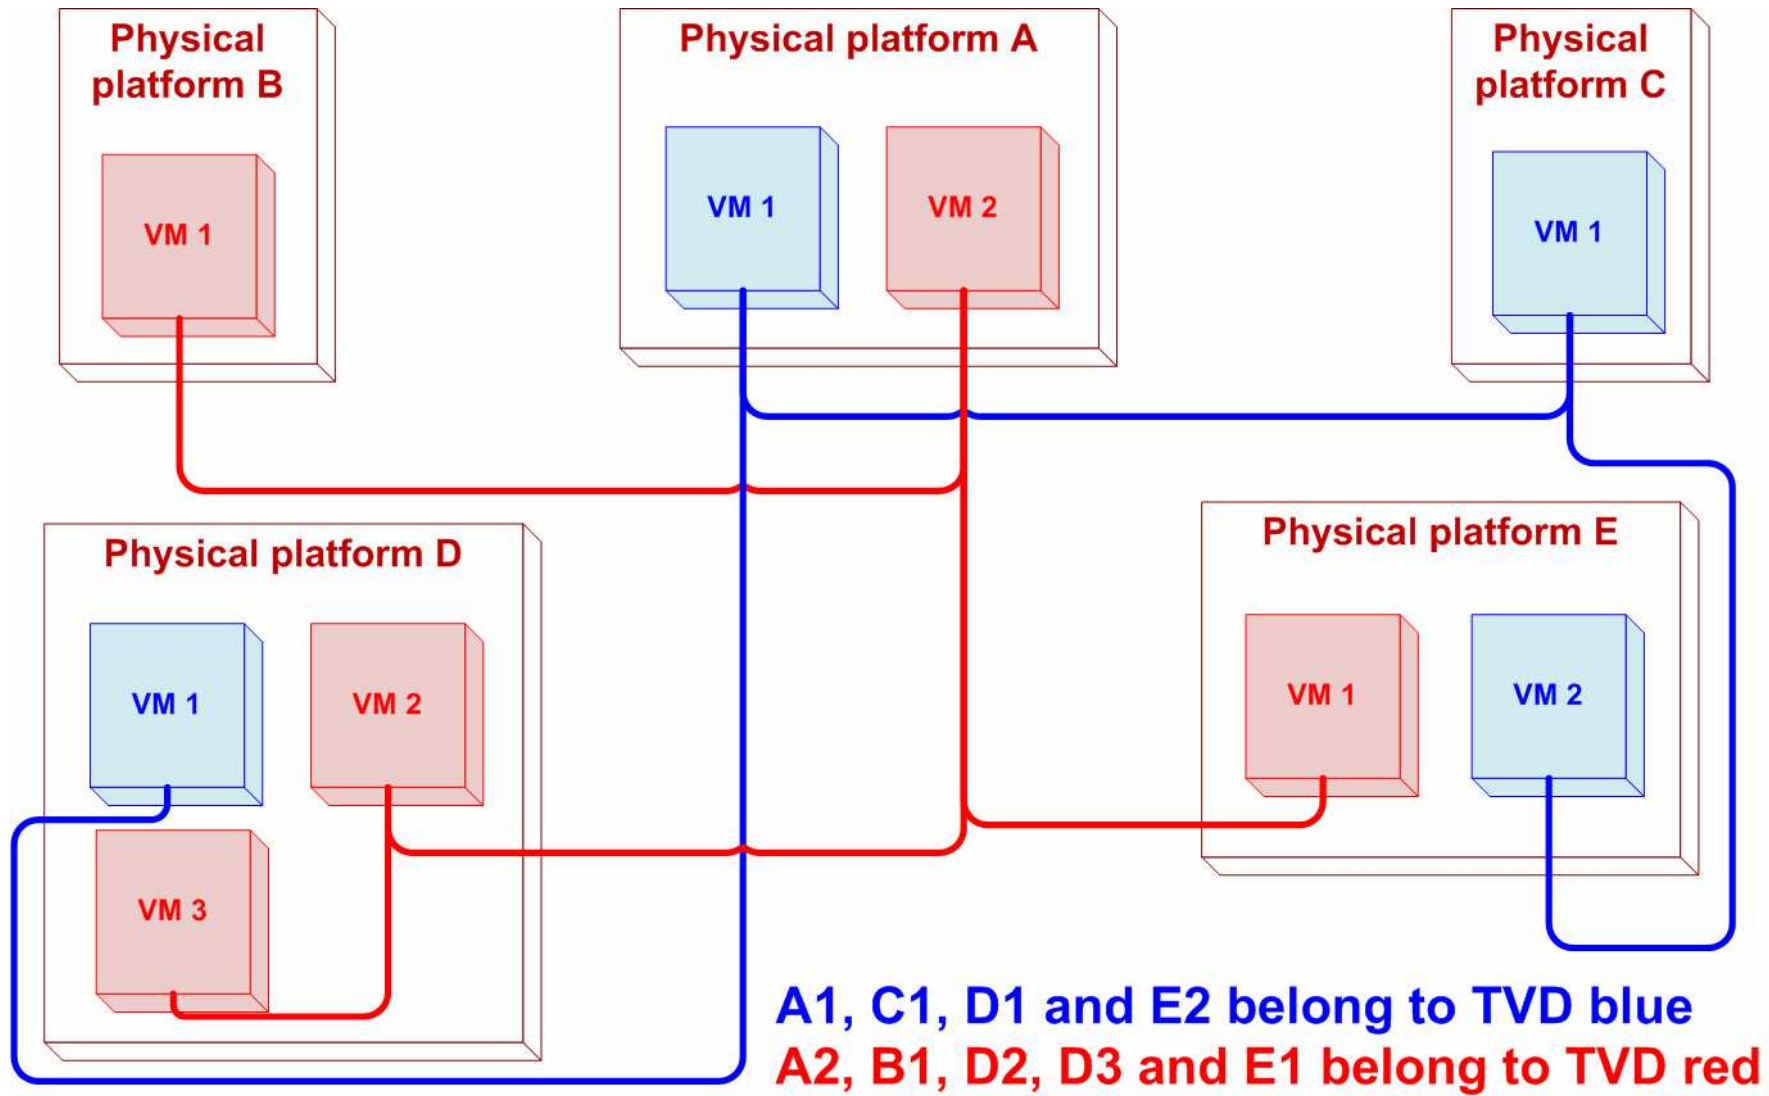 Physical
platform B
Physical platform A
Physical
platform C
VM 1
VM 1
VM 2
VM 1
Physical platform D
Physical platform E
VM 1
VM 2
VM 3
VM 1
VM 2
A1, C1, D1 and E2 belong to TVD blue
A2, B1, D2, D3 and E1 belong to TVD red